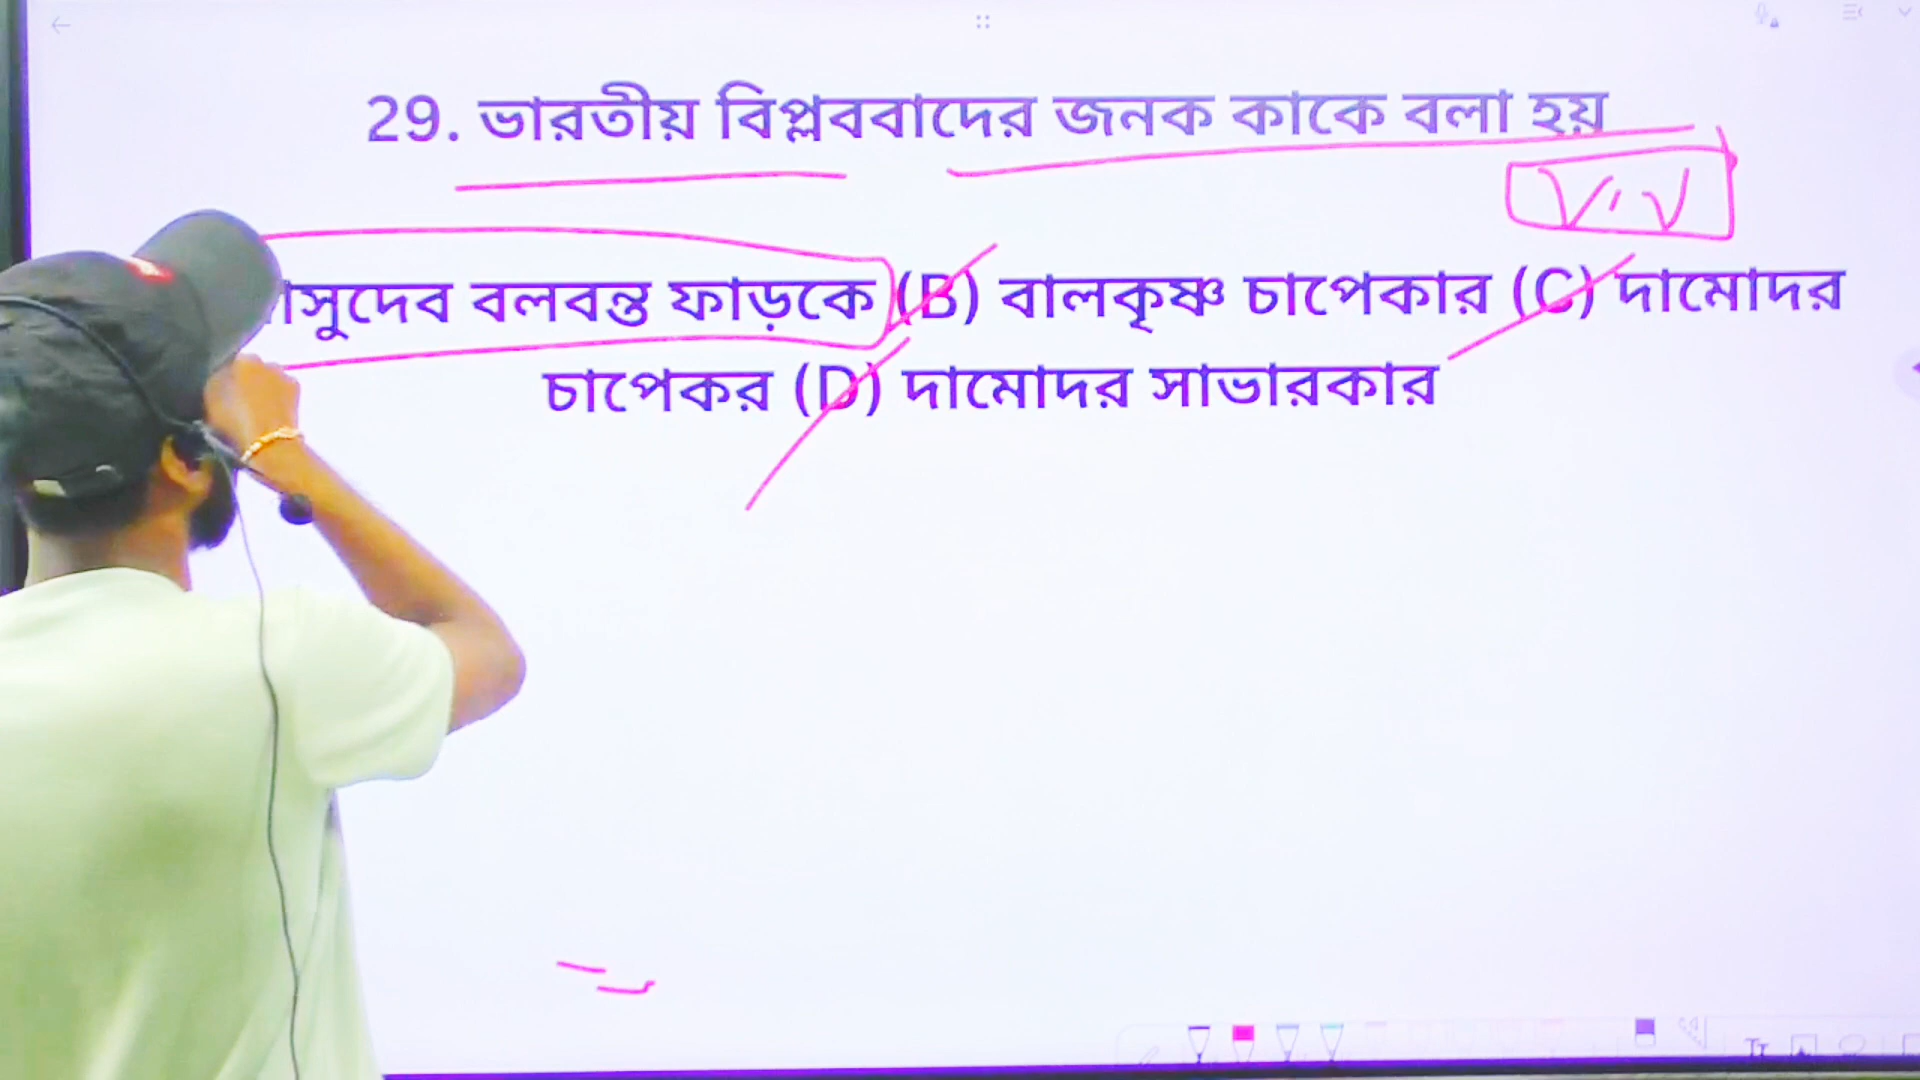 29. ভারতীয় বিপ্লববাদের জনক কাকে বলা হয়
V.V
বলবন্ত ফাড়কে (B) বালকৃষ্ণ চাপেকার (C) দামোদর
চাপেকর (D) দামোদর সাভারকার